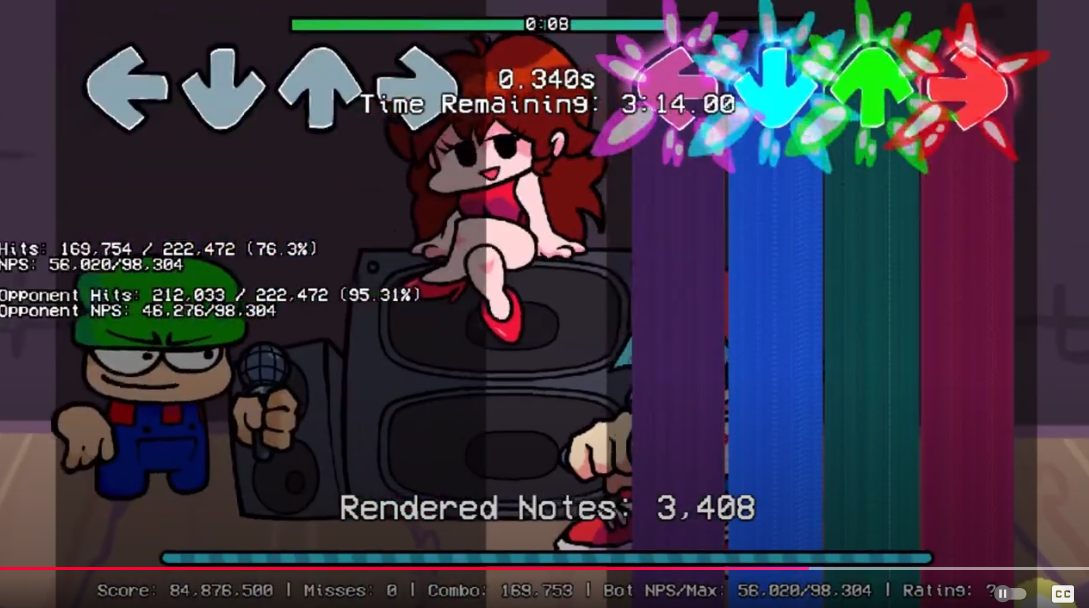 0:08
0.340s
Time Remaining: 3:14.00
Hits: 169,754 / 222,472 (76.3%)
NPS: 56,020/98,304
Opponent Hits: 212,033 / 222,472 (95.31%)
Opponent NPS: 46,276/98,304
Rendered Notes: 3,408
Score: 84,876,500 | Misses: 0 | Combo: 169,753 | Bot NPS/Max: 56,020/98,304 | Rating: ?
CC